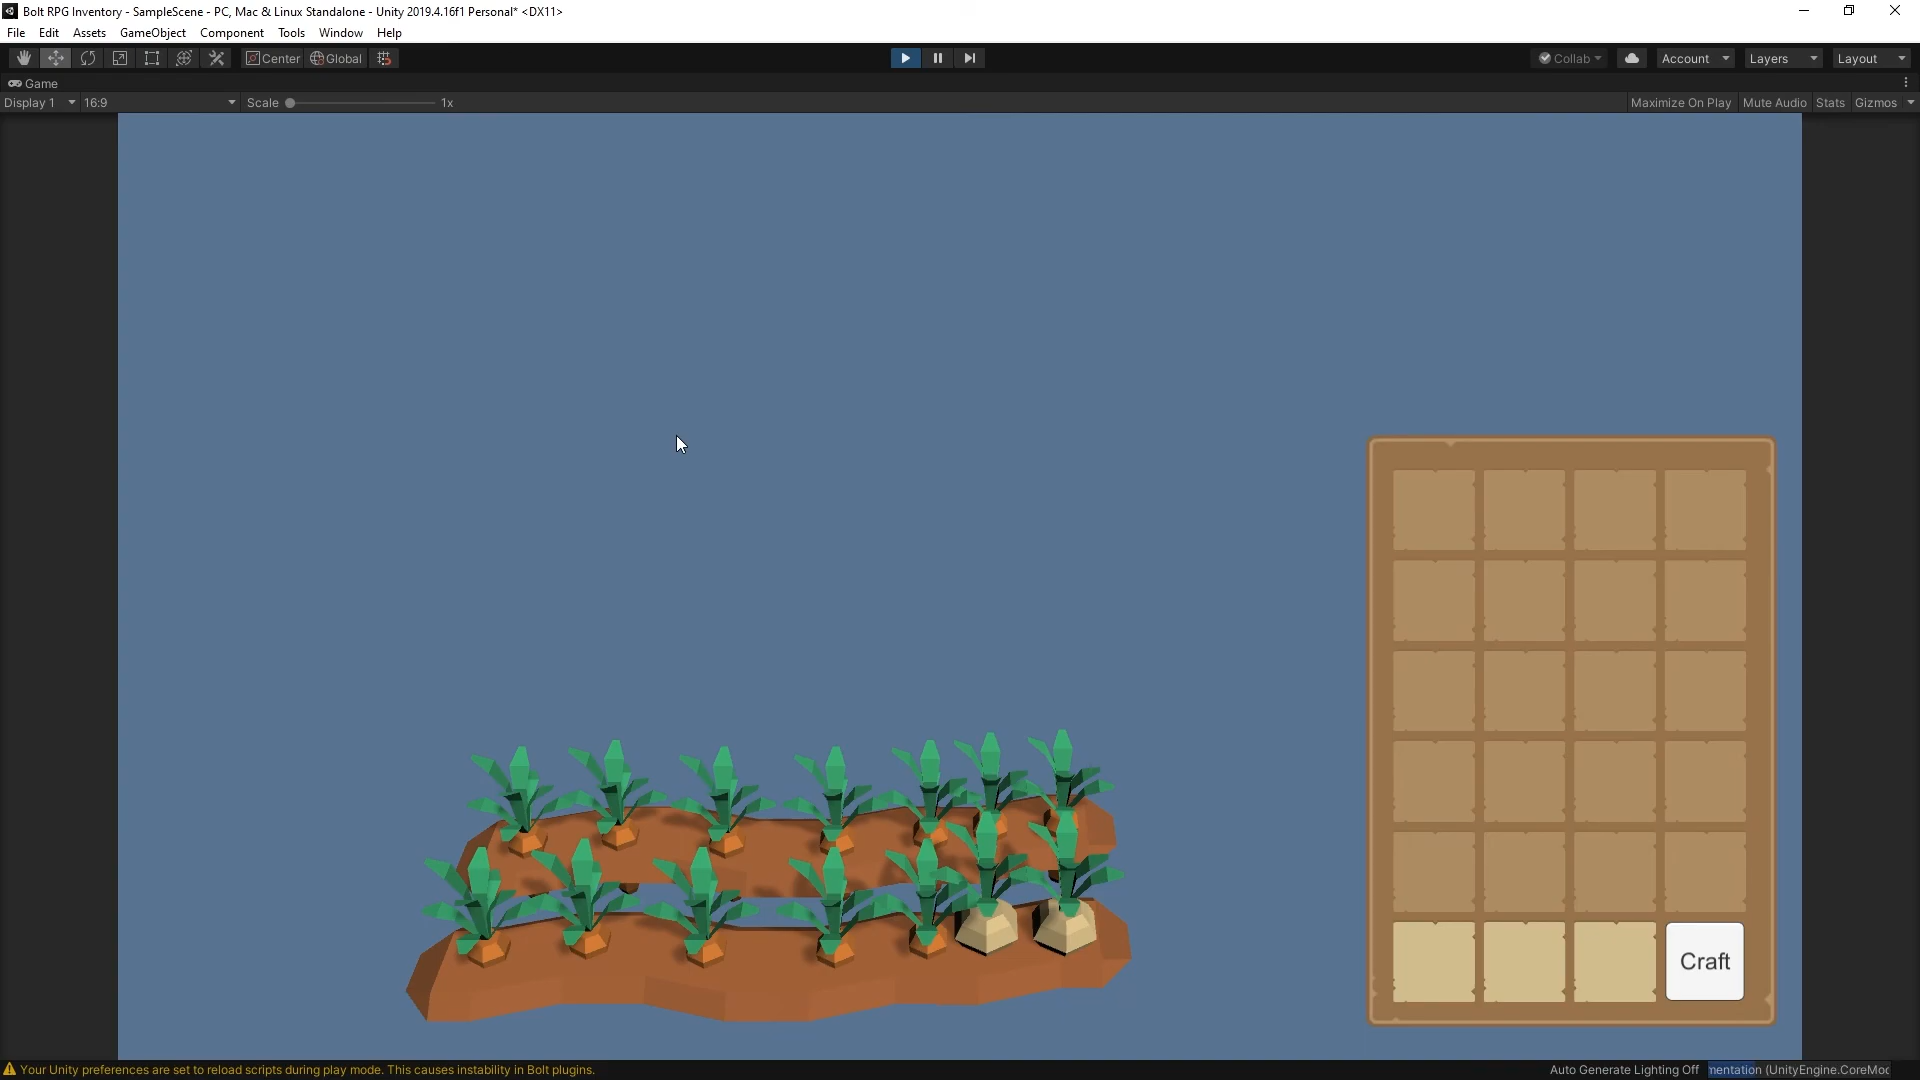 Bolt RPG Inventory - SampleScene - PC, Mac & Linux Standalone - Unity 2019.4.16f1 Personal* <DX11>
File Edit Assets GameObject Component Tools Window Help
Center Global Collab Account Layers Layout
Game
Display 1 16:9 Scale 1x Maximize On Play Mute Audio Stats Gizmos
Craft
Your Unity preferences are set to reload scripts during play mode. This causes instability in Bolt plugins. Auto Generate Lighting Off mentation (UnityEngine.CoreMoc